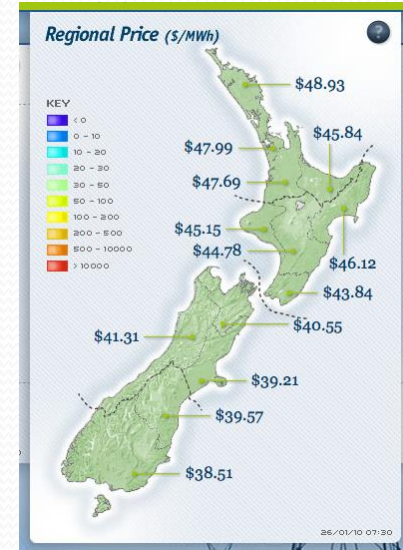 Regional Price ($/MWh)
?
$48.93
KEY
< 0
0 - 10
10 - 20
20 - 30
30 - 50
50 - 100
100 - 200
200 - 500
500 - 10000
> 10000
$45.84
$47.99
$47.69
$45.15
$44.78
$46.12
$43.84
$40.55
$41.31
$39.21
$39.57
$38.51
26/01/10 07:30